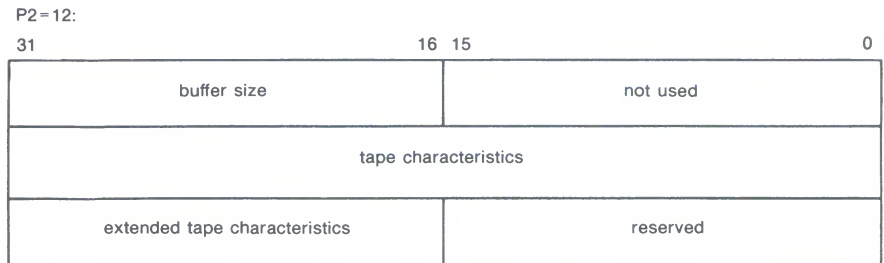 P2=12:
31 16 15 0
buffer size not used
tape characteristics
extended tape characteristics reserved